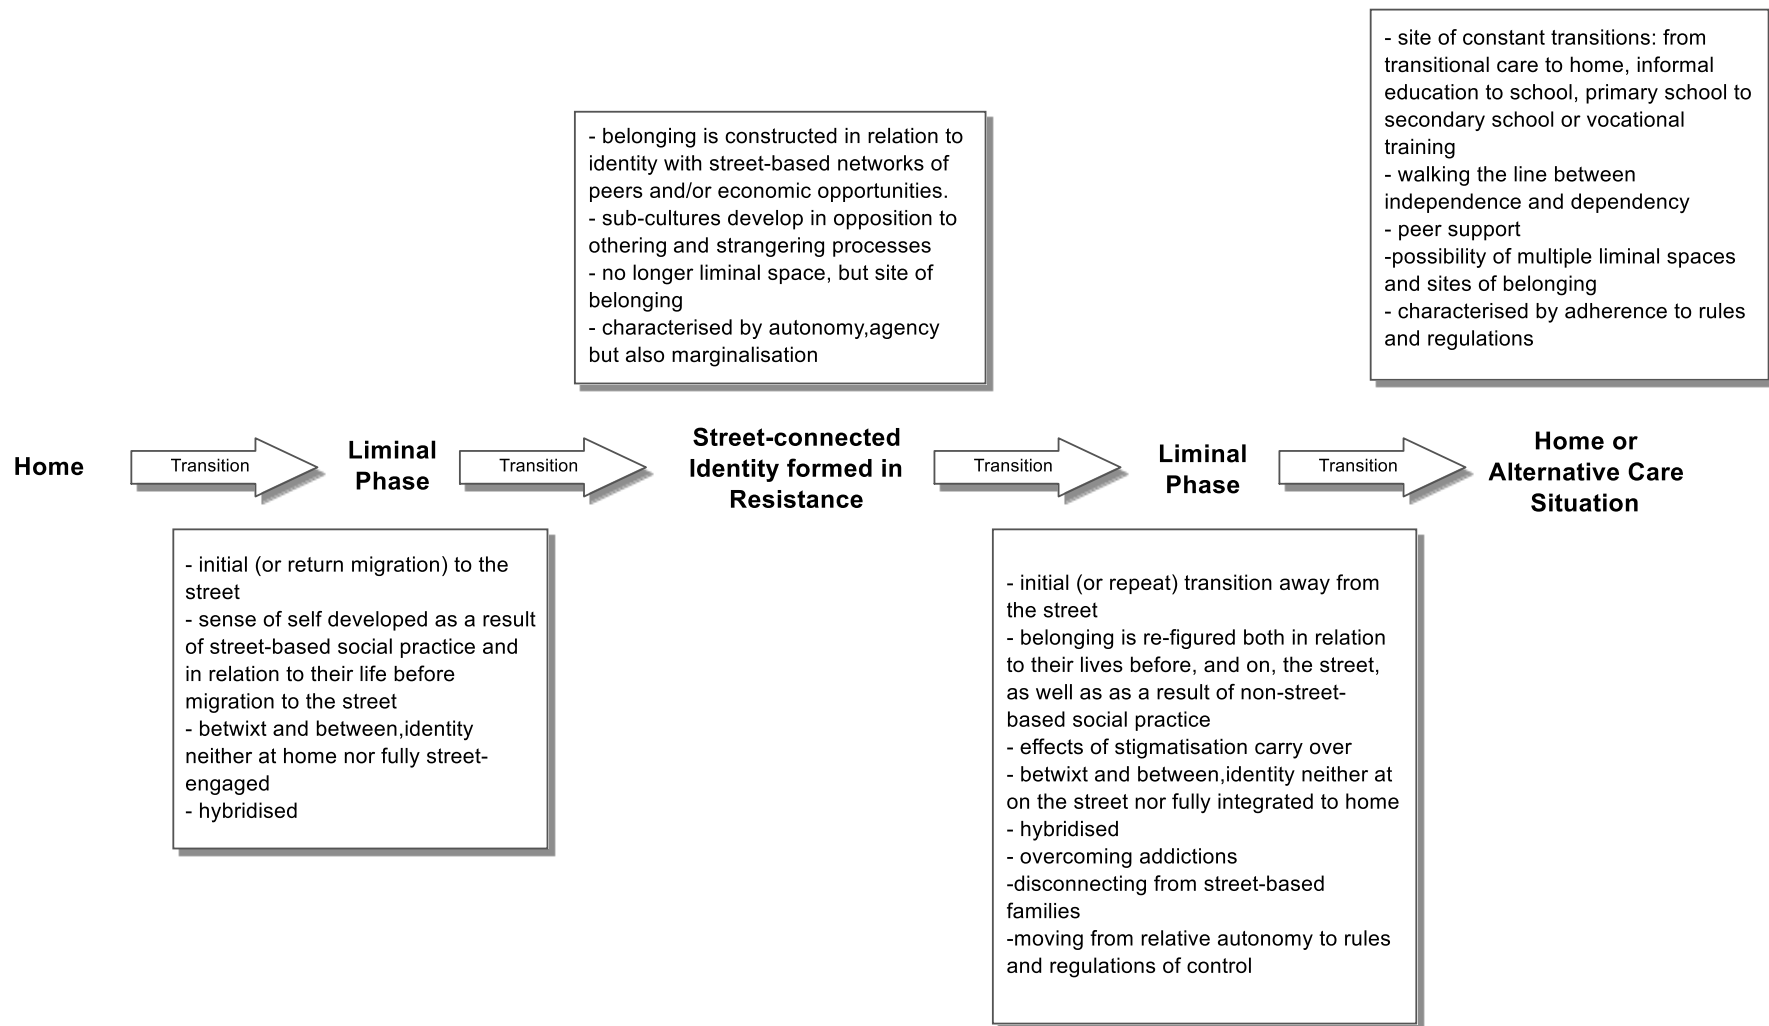 - site of constant transitions: from
transitional care to home, informal
education to school, primary school to
secondary school or vocational
training
- walking the line between
independence and dependency
- peer support
-possibility of multiple liminal spaces
and sites of belonging
- characterised by adherence to rules
and regulations
- belonging is constructed in relation to
identity with street-based networks of
peers and/or economic opportunities.
- sub-cultures develop in opposition to
othering and strangering processes
- no longer liminal space, but site of
belonging
- characterised by autonomy,agency
but also marginalisation
Home
Transition
Liminal
Phase
Transition
Street-connected
Identity formed in
Resistance
Transition
Liminal
Phase
Transition
Home or
Alternative Care
Situation
- initial (or return migration) to the
street
- sense of self developed as a result
of street-based social practice and
in relation to their life before
migration to the street
- betwixt and between,identity
neither at home nor fully street-
engaged
- hybridised
- initial (or repeat) transition away from
the street
- belonging is re-figured both in relation
to their lives before, and on, the street,
as well as as a result of non-street-
based social practice
- effects of stigmatisation carry over
- betwixt and between,identity neither at
on the street nor fully integrated to home
- hybridised
- overcoming addictions
-disconnecting from street-based
families
-moving from relative autonomy to rules
and regulations of control